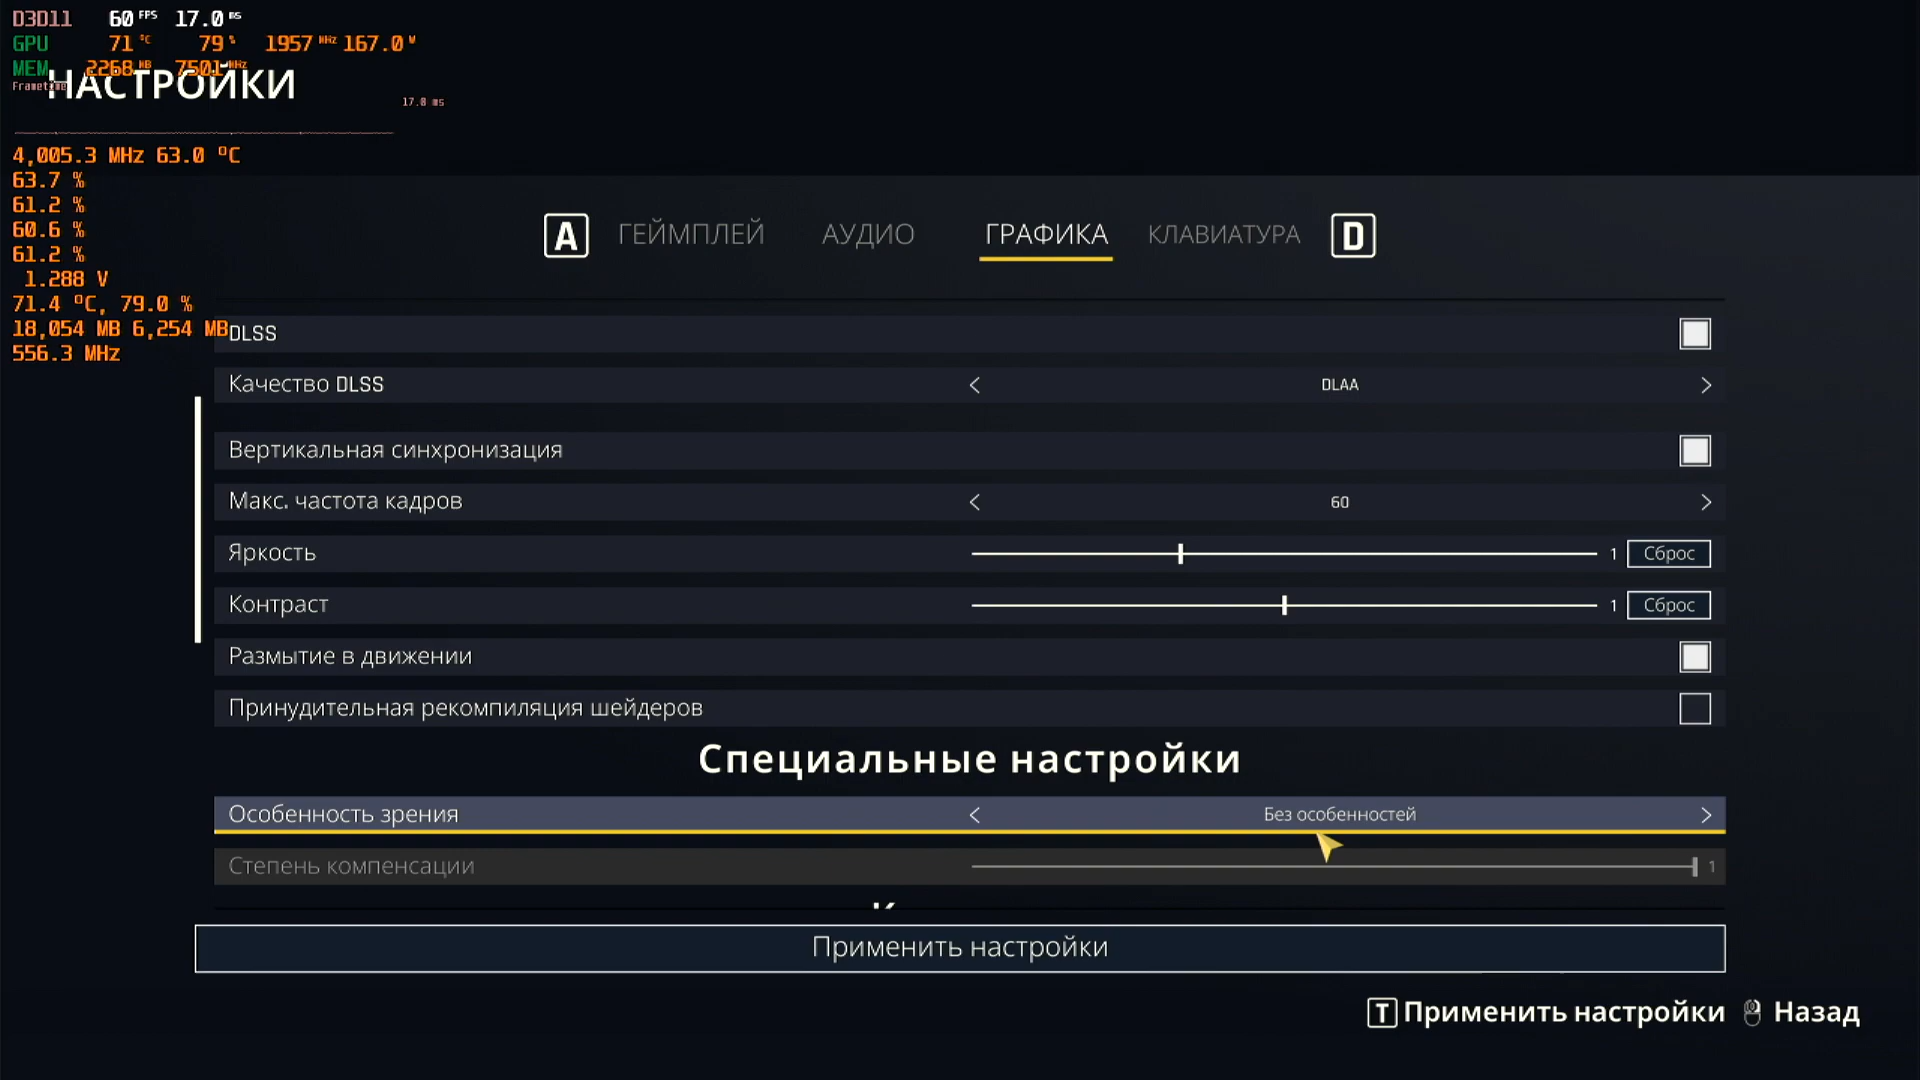 D3D11 60 FPS 17.0 ms
GPU 71 °C 79 % 1957 MHz 167.0 W
MEM 2268 MB 7501 MHz
Frametime
НАСТРОЙКИ
17.0 ms
4,005.3 MHz 63.0 ºC
63.7 %
61.2 %
60.6 %
61.2 %
1.288 V
71.4 ºC, 79.0 %
18,054 MB 6,254 MB
556.3 MHz
A ГЕЙМПЛЕЙ АУДИО ГРАФИКА КЛАВИАТУРА D
DLSS
Качество DLSS < DLAA >
Вертикальная синхронизация
Макс. частота кадров < 60 >
Яркость 1 Сброс
Контраст 1 Сброс
Размытие в движении
Принудительная рекомпиляция шейдеров
Специальные настройки
Особенность зрения < Без особенностей >
Степень компенсации 1
Применить настройки
T Применить настройки Назад